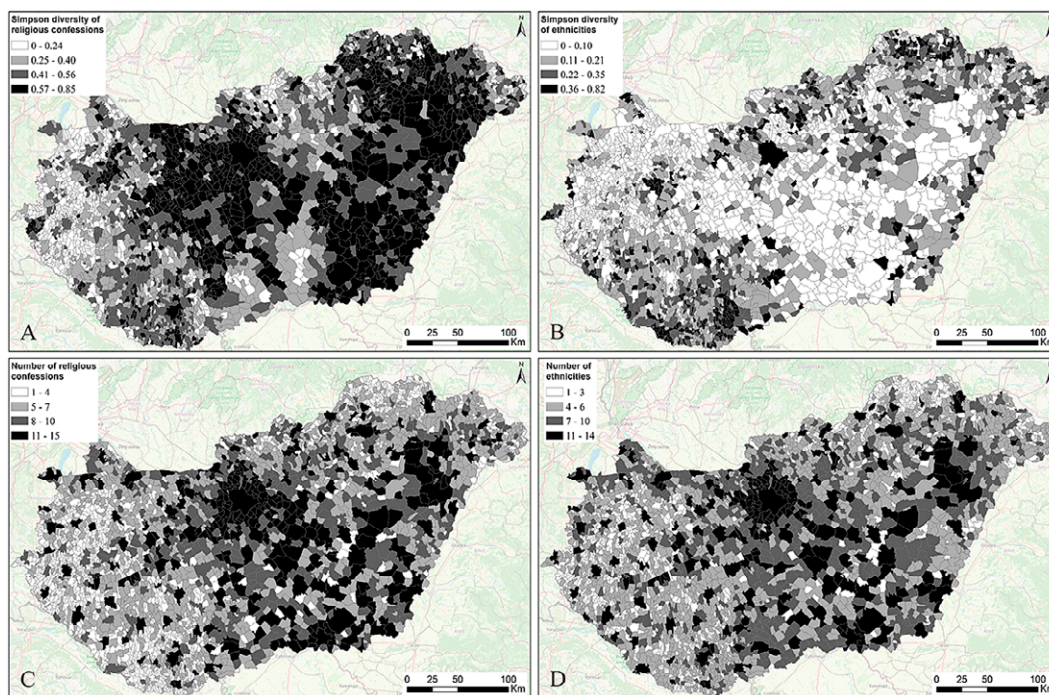 Simpson diversity of
religious confessions
0 - 0.24
0.25 - 0.40
0.41 - 0.56
0.57 - 0.85
N
A
0 25 50 100
Km
Simpson diversity
of ethnicities
0 - 0.10
0.11 - 0.21
0.22 - 0.35
0.36 - 0.82
N
B
0 25 50 100
Km
Number of religious
confessions
1 - 4
5 - 7
8 - 10
11 - 15
N
C
0 25 50 100
Km
Number of
ethnicities
1 - 3
4 - 6
7 - 10
11 - 14
N
D
0 25 50 100
Km